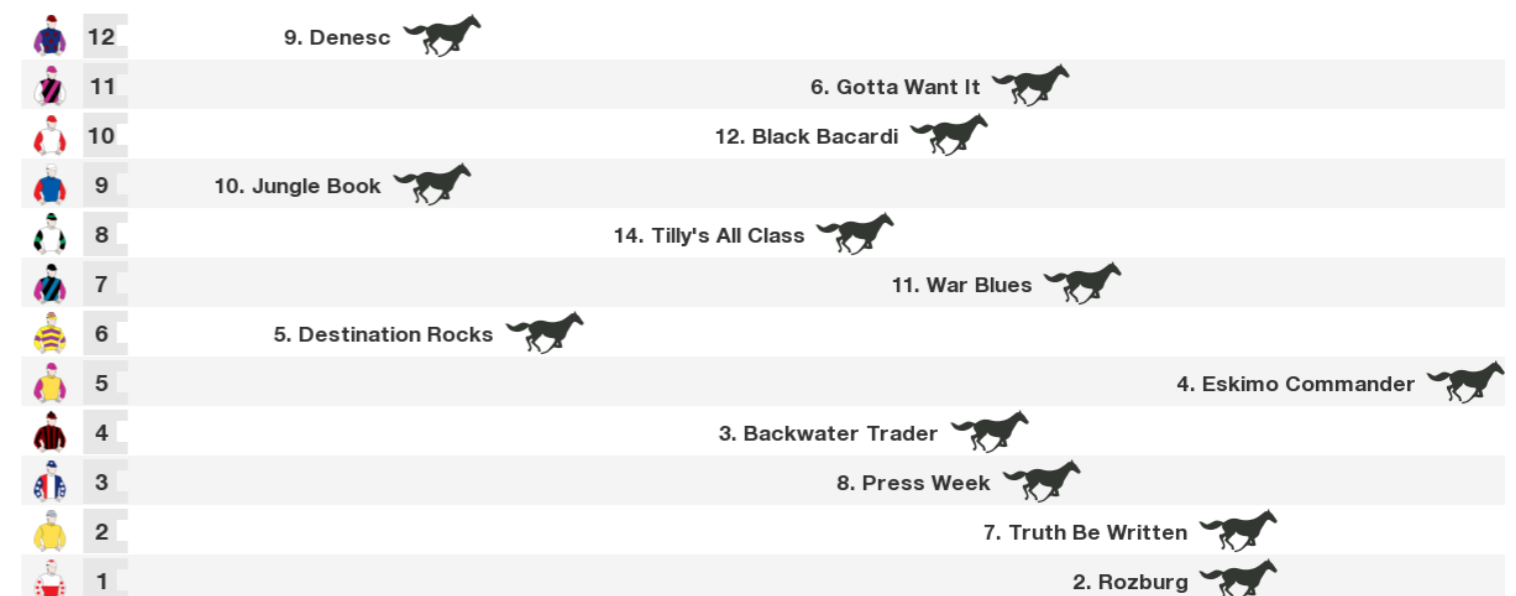 12 9. Denesc
11 6. Gotta Want It
10 12. Black Bacardi
9 10. Jungle Book
8 14. Tilly's All Class
7 11. War Blues
6 5. Destination Rocks
5 4. Eskimo Commander
4 3. Backwater Trader
3 8. Press Week
2 7. Truth Be Written
1 2. Rozburg